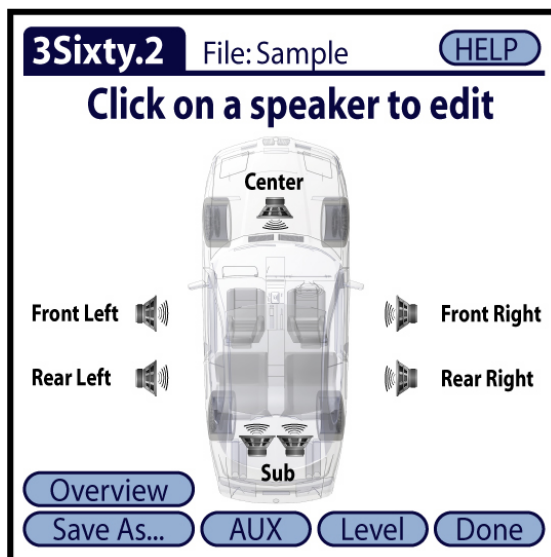 3Sixty.2 File: Sample HELP
Click on a speaker to edit
Center
Front Left Front Right
Rear Left Rear Right
Sub
Overview
Save As... AUX Level Done